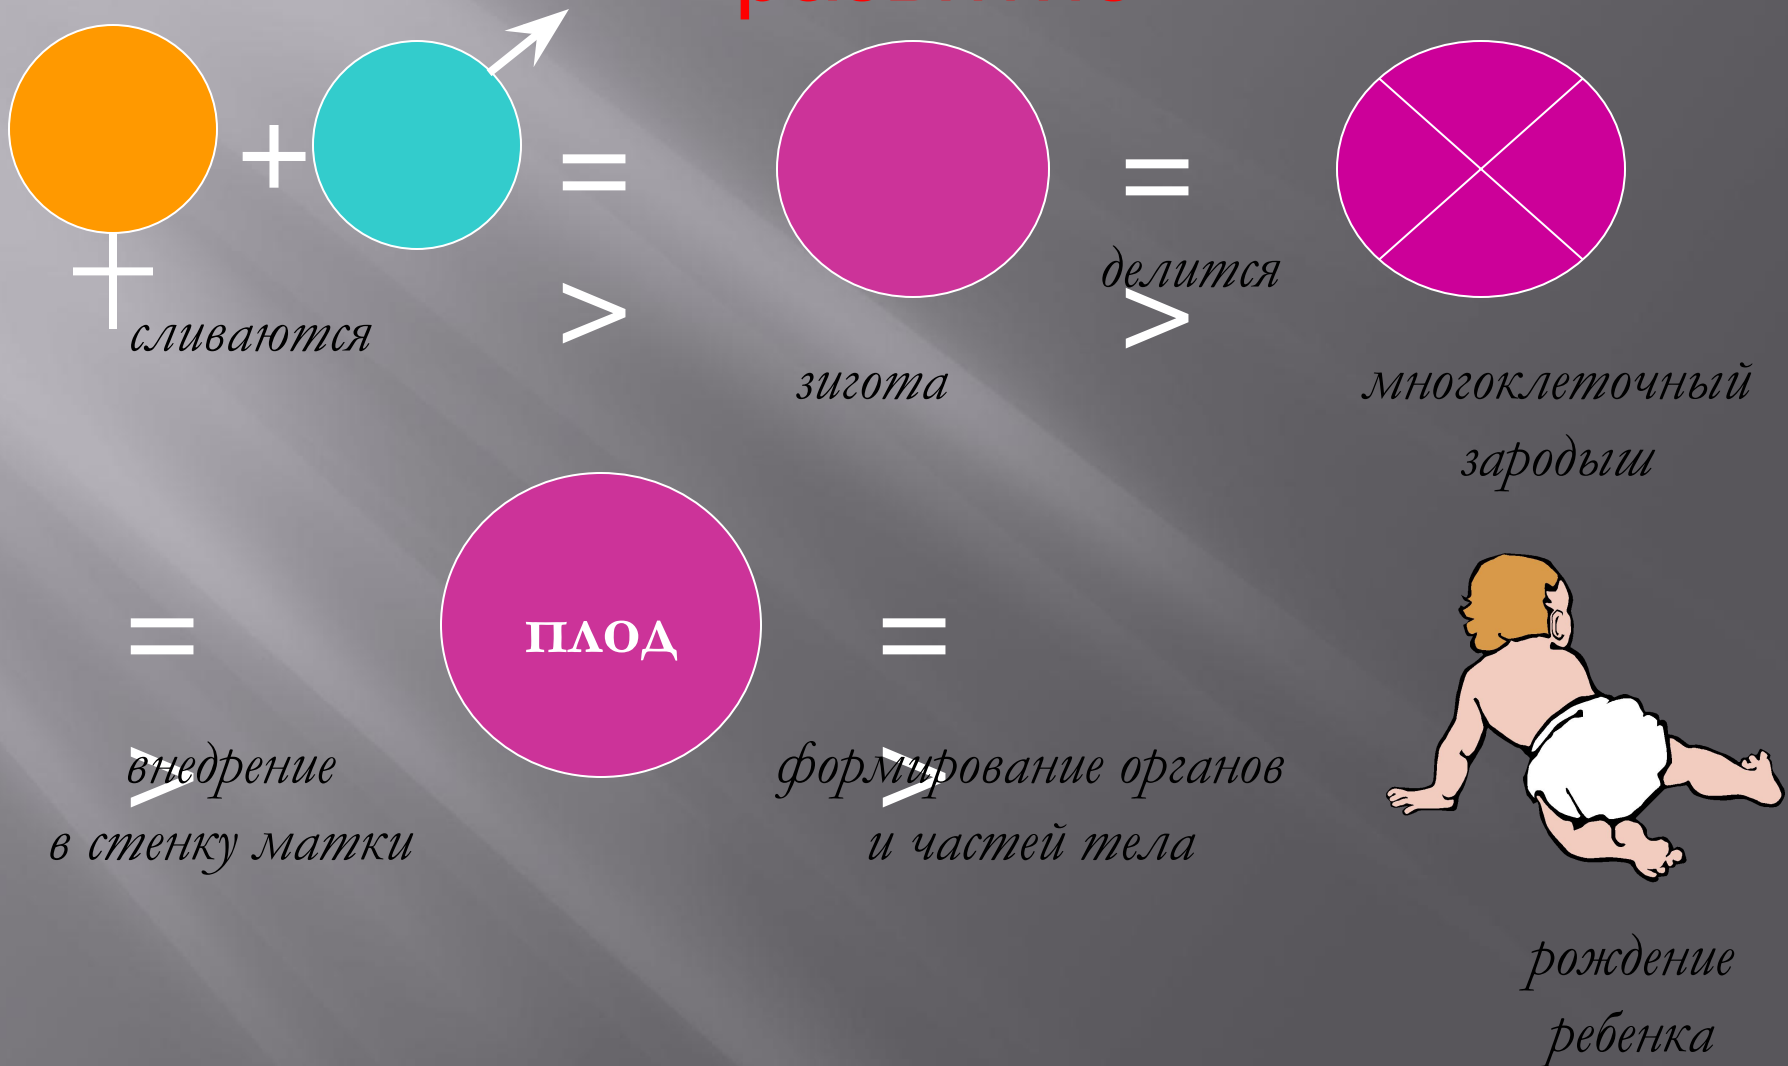 + = =
делится
> >
сливаются
зигота
многоклеточный
зародыш
= плод =
> >
внедрение
в стенку матки
формирование органов
и частей тела
рождение
ребенка